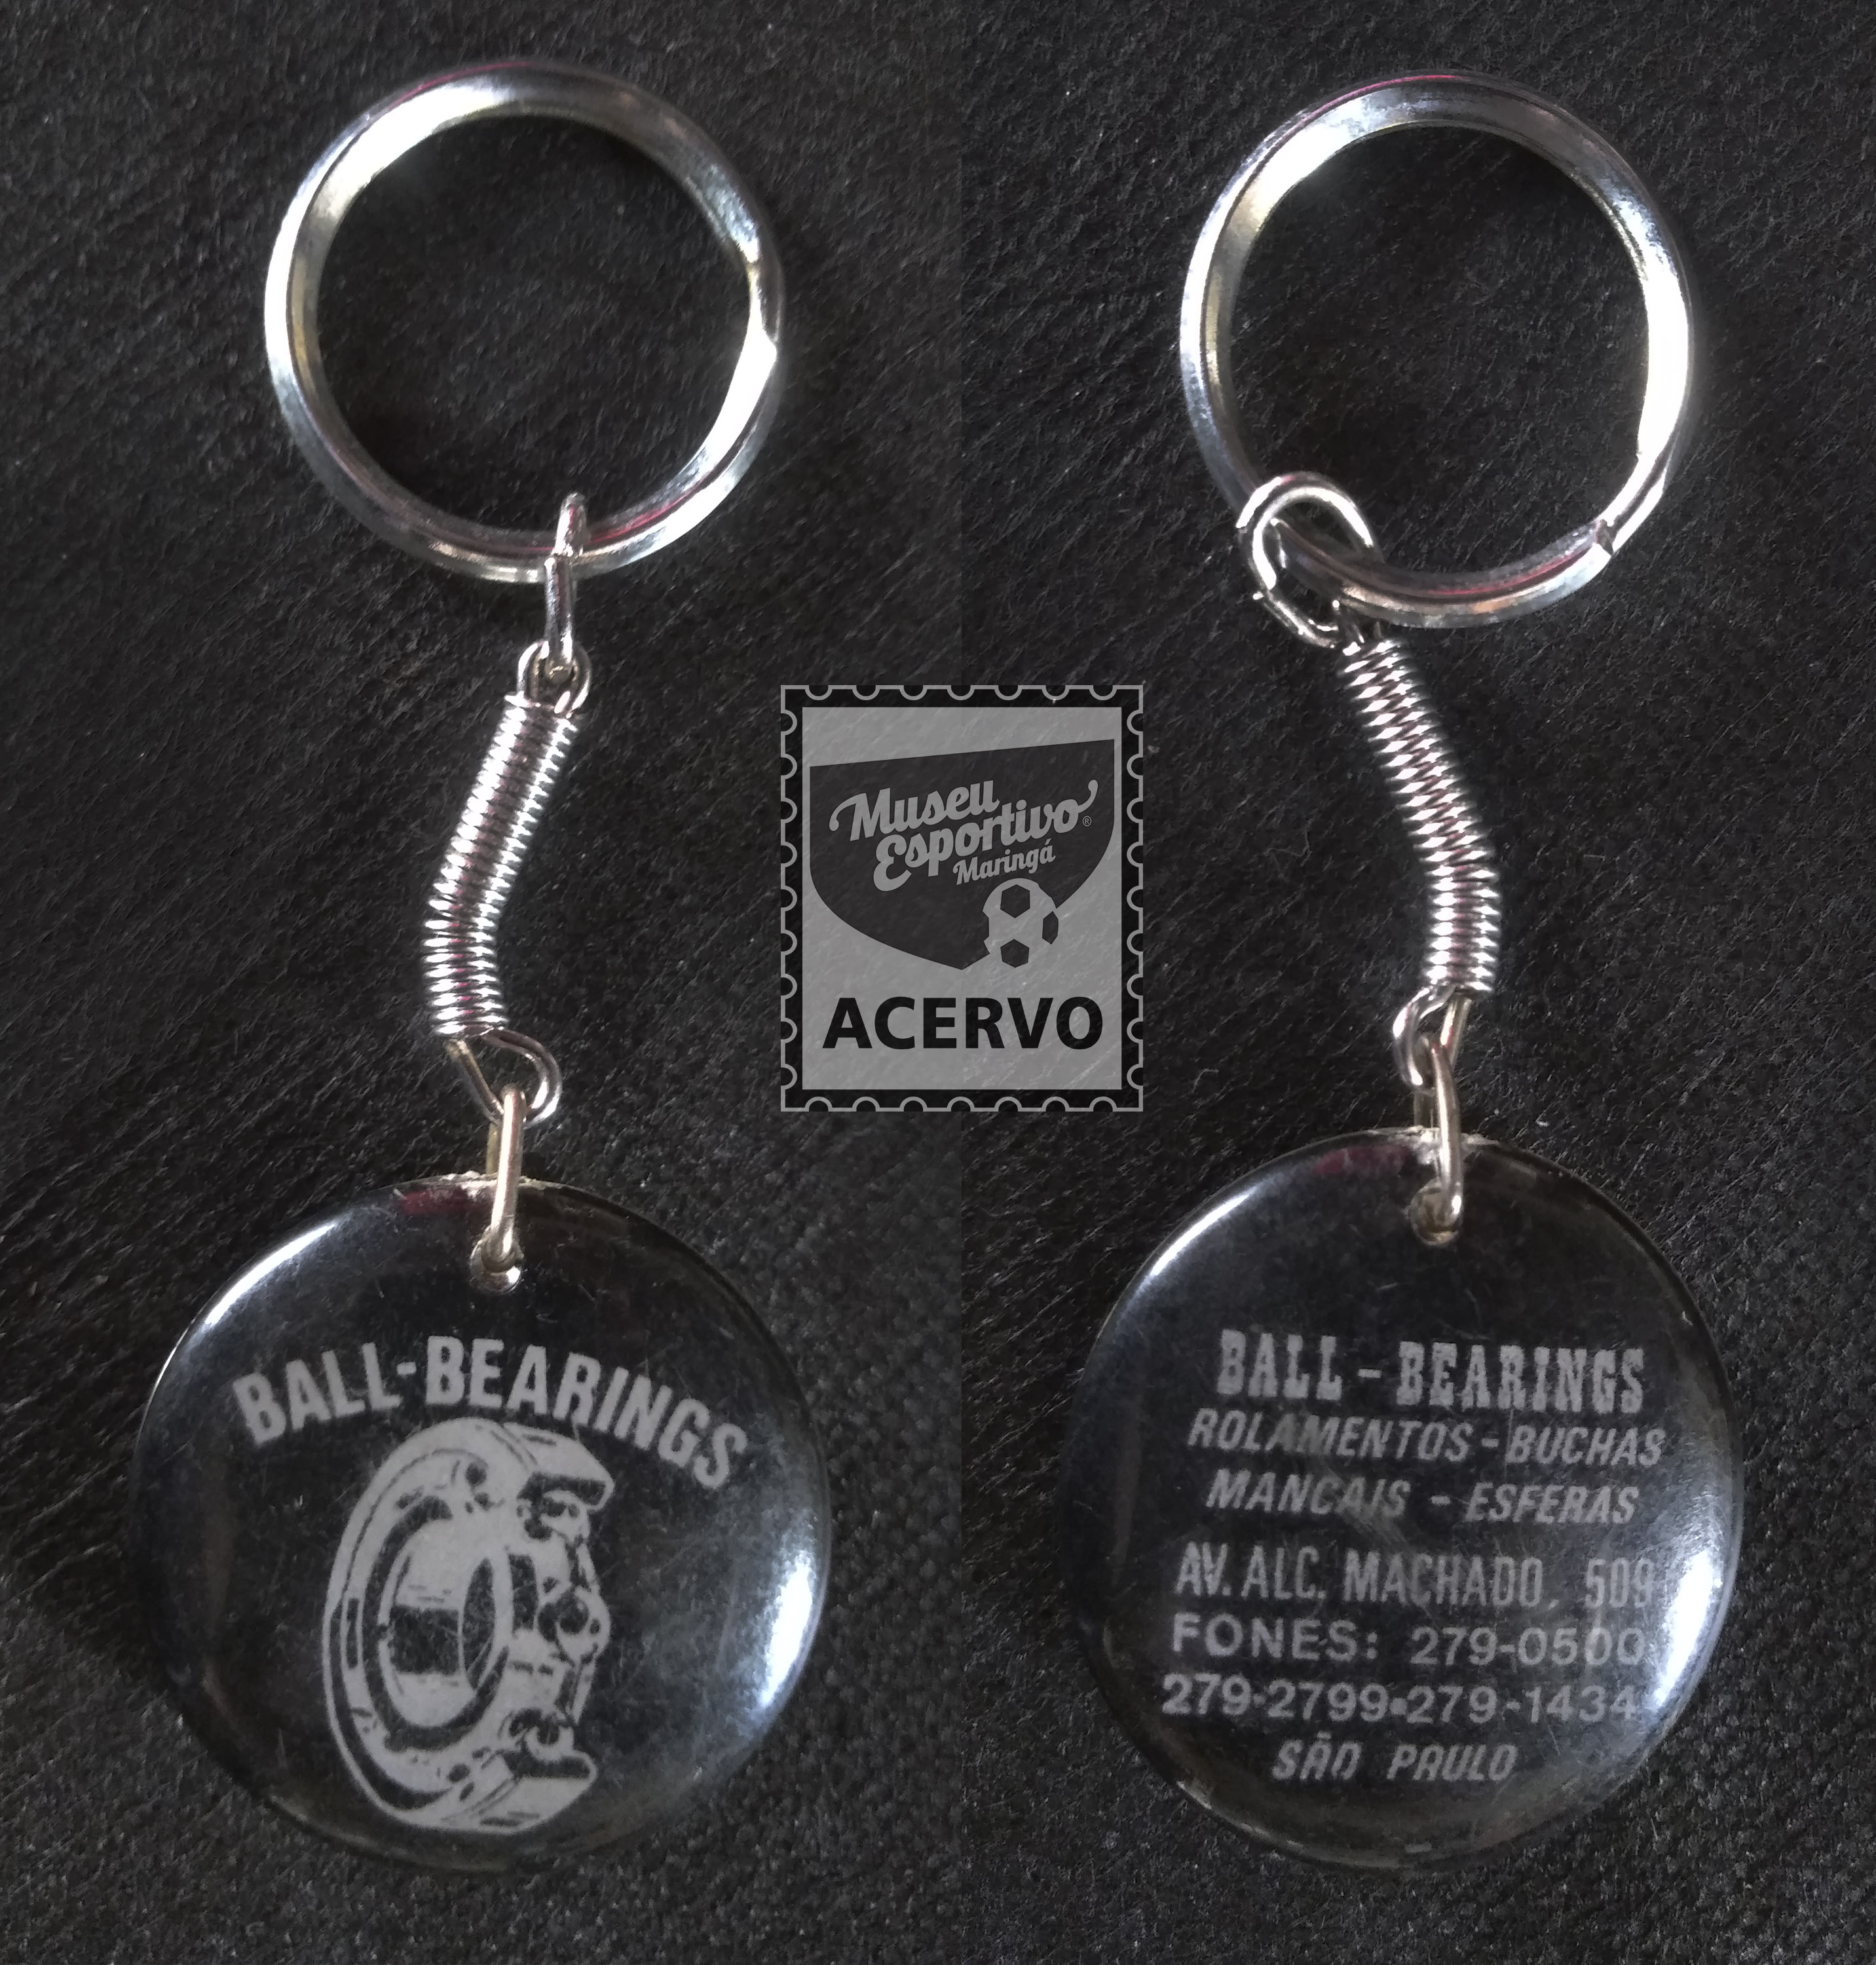 BALL-BEARINGS
Museu
Esportivo®
Maringá
ACERVO
BALL - BEARINGS
ROLAMENTOS - BUCHAS
MANCAIS - ESFERAS
AV. ALC. MACHADO, 509
FONES: 279-0500
279-2799-279-1434
SÃO PAULO